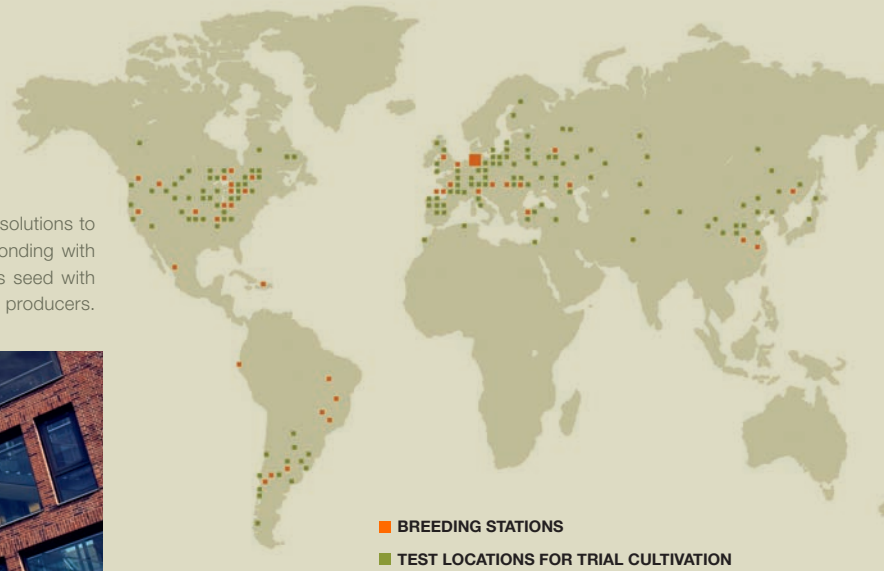 solutions to
onding with
s seed with
producers.
BREEDING STATIONS
TEST LOCATIONS FOR TRIAL CULTIVATION